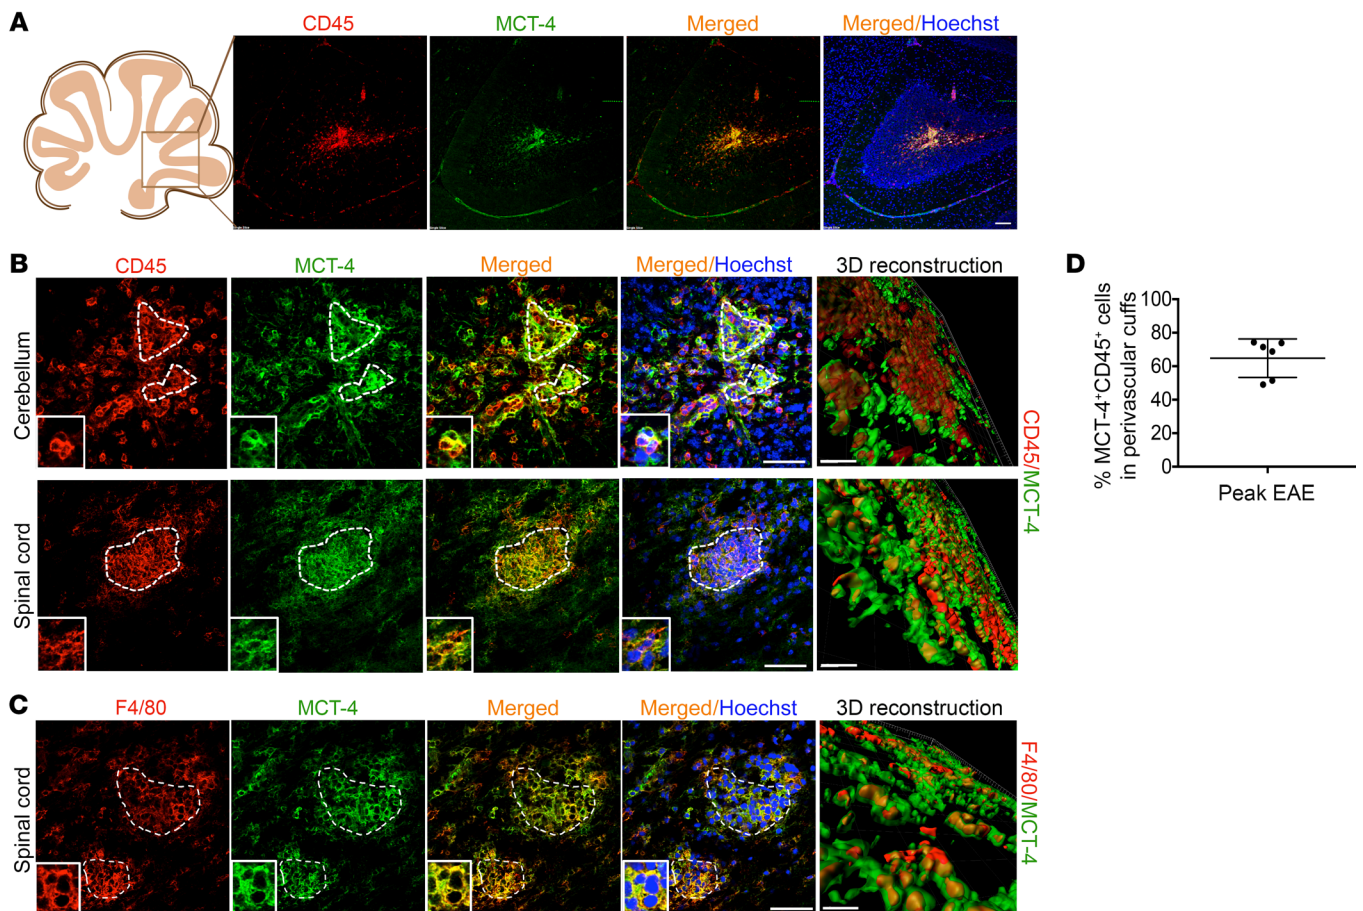 A
CD45
MCT-4
Merged
Merged/Hoechst
B
CD45
MCT-4
Merged
Merged/Hoechst
3D reconstruction
Cerebellum
Spinal cord
CD45/MCT-4
C
F4/80
MCT-4
Merged
Merged/Hoechst
3D reconstruction
Spinal cord
F4/80/MCT-4
D
% MCT-4⁺CD45⁺ cells
in perivascular cuffs
100
80
60
40
20
0
Peak EAE